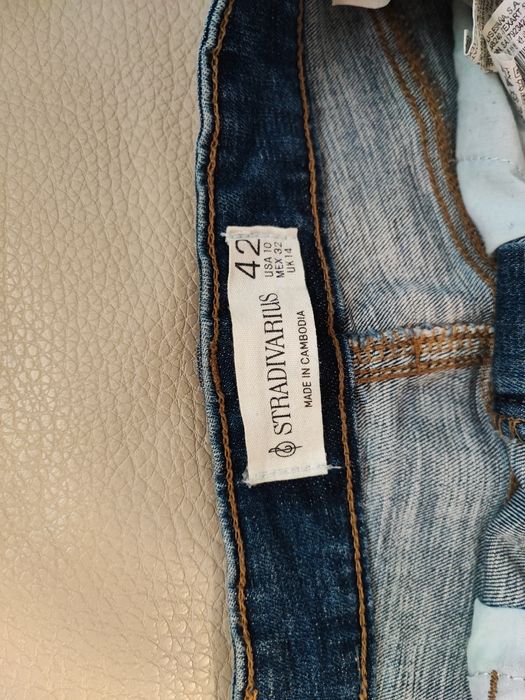 STRADIVARIUS
MADE IN CAMBODIA
42
USA 10
MEX 32
UK 14